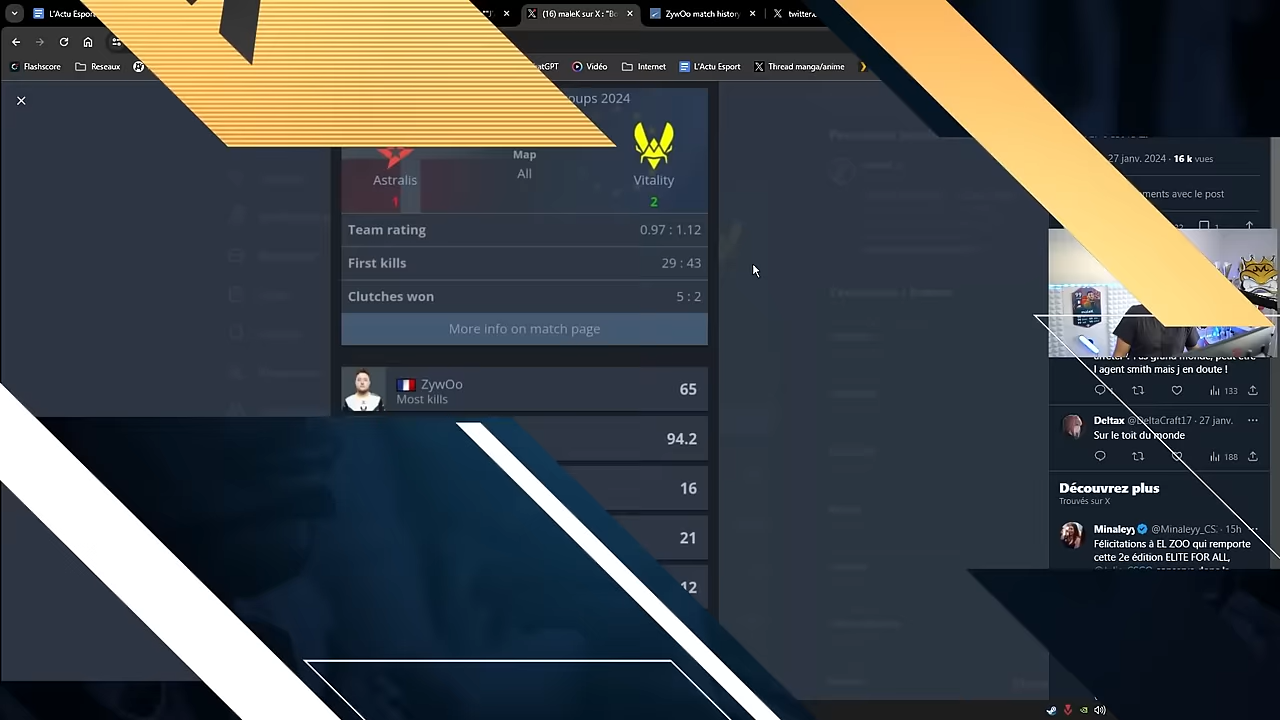 L'Actu Esport
(16) maleK sur X : "B
ZywOo match history
twitter
Flashscore
Reseaux
atGPT
Vidéo
Internet
L'Actu Esport
Thread manga/anime
oups 2024
Map
All
Astralis
1
Vitality
2
Team rating
0.97 : 1.12
First kills
29 : 43
Clutches won
5 : 2
More info on match page
ZywOo
Most kills
65
94.2
16
21
12
27 janv. 2024 · 16 k vues
ments avec le post
l agent smith mais j en doute !
133
Deltax @DeltaCraft17 · 27 janv.
Sur le toit du monde
188
Découvrez plus
Trouvés sur X
Minaleyy @Minaleyy_CS · 15h
Félicitations à EL ZOO qui remporte
cette 2e édition ELITE FOR ALL,